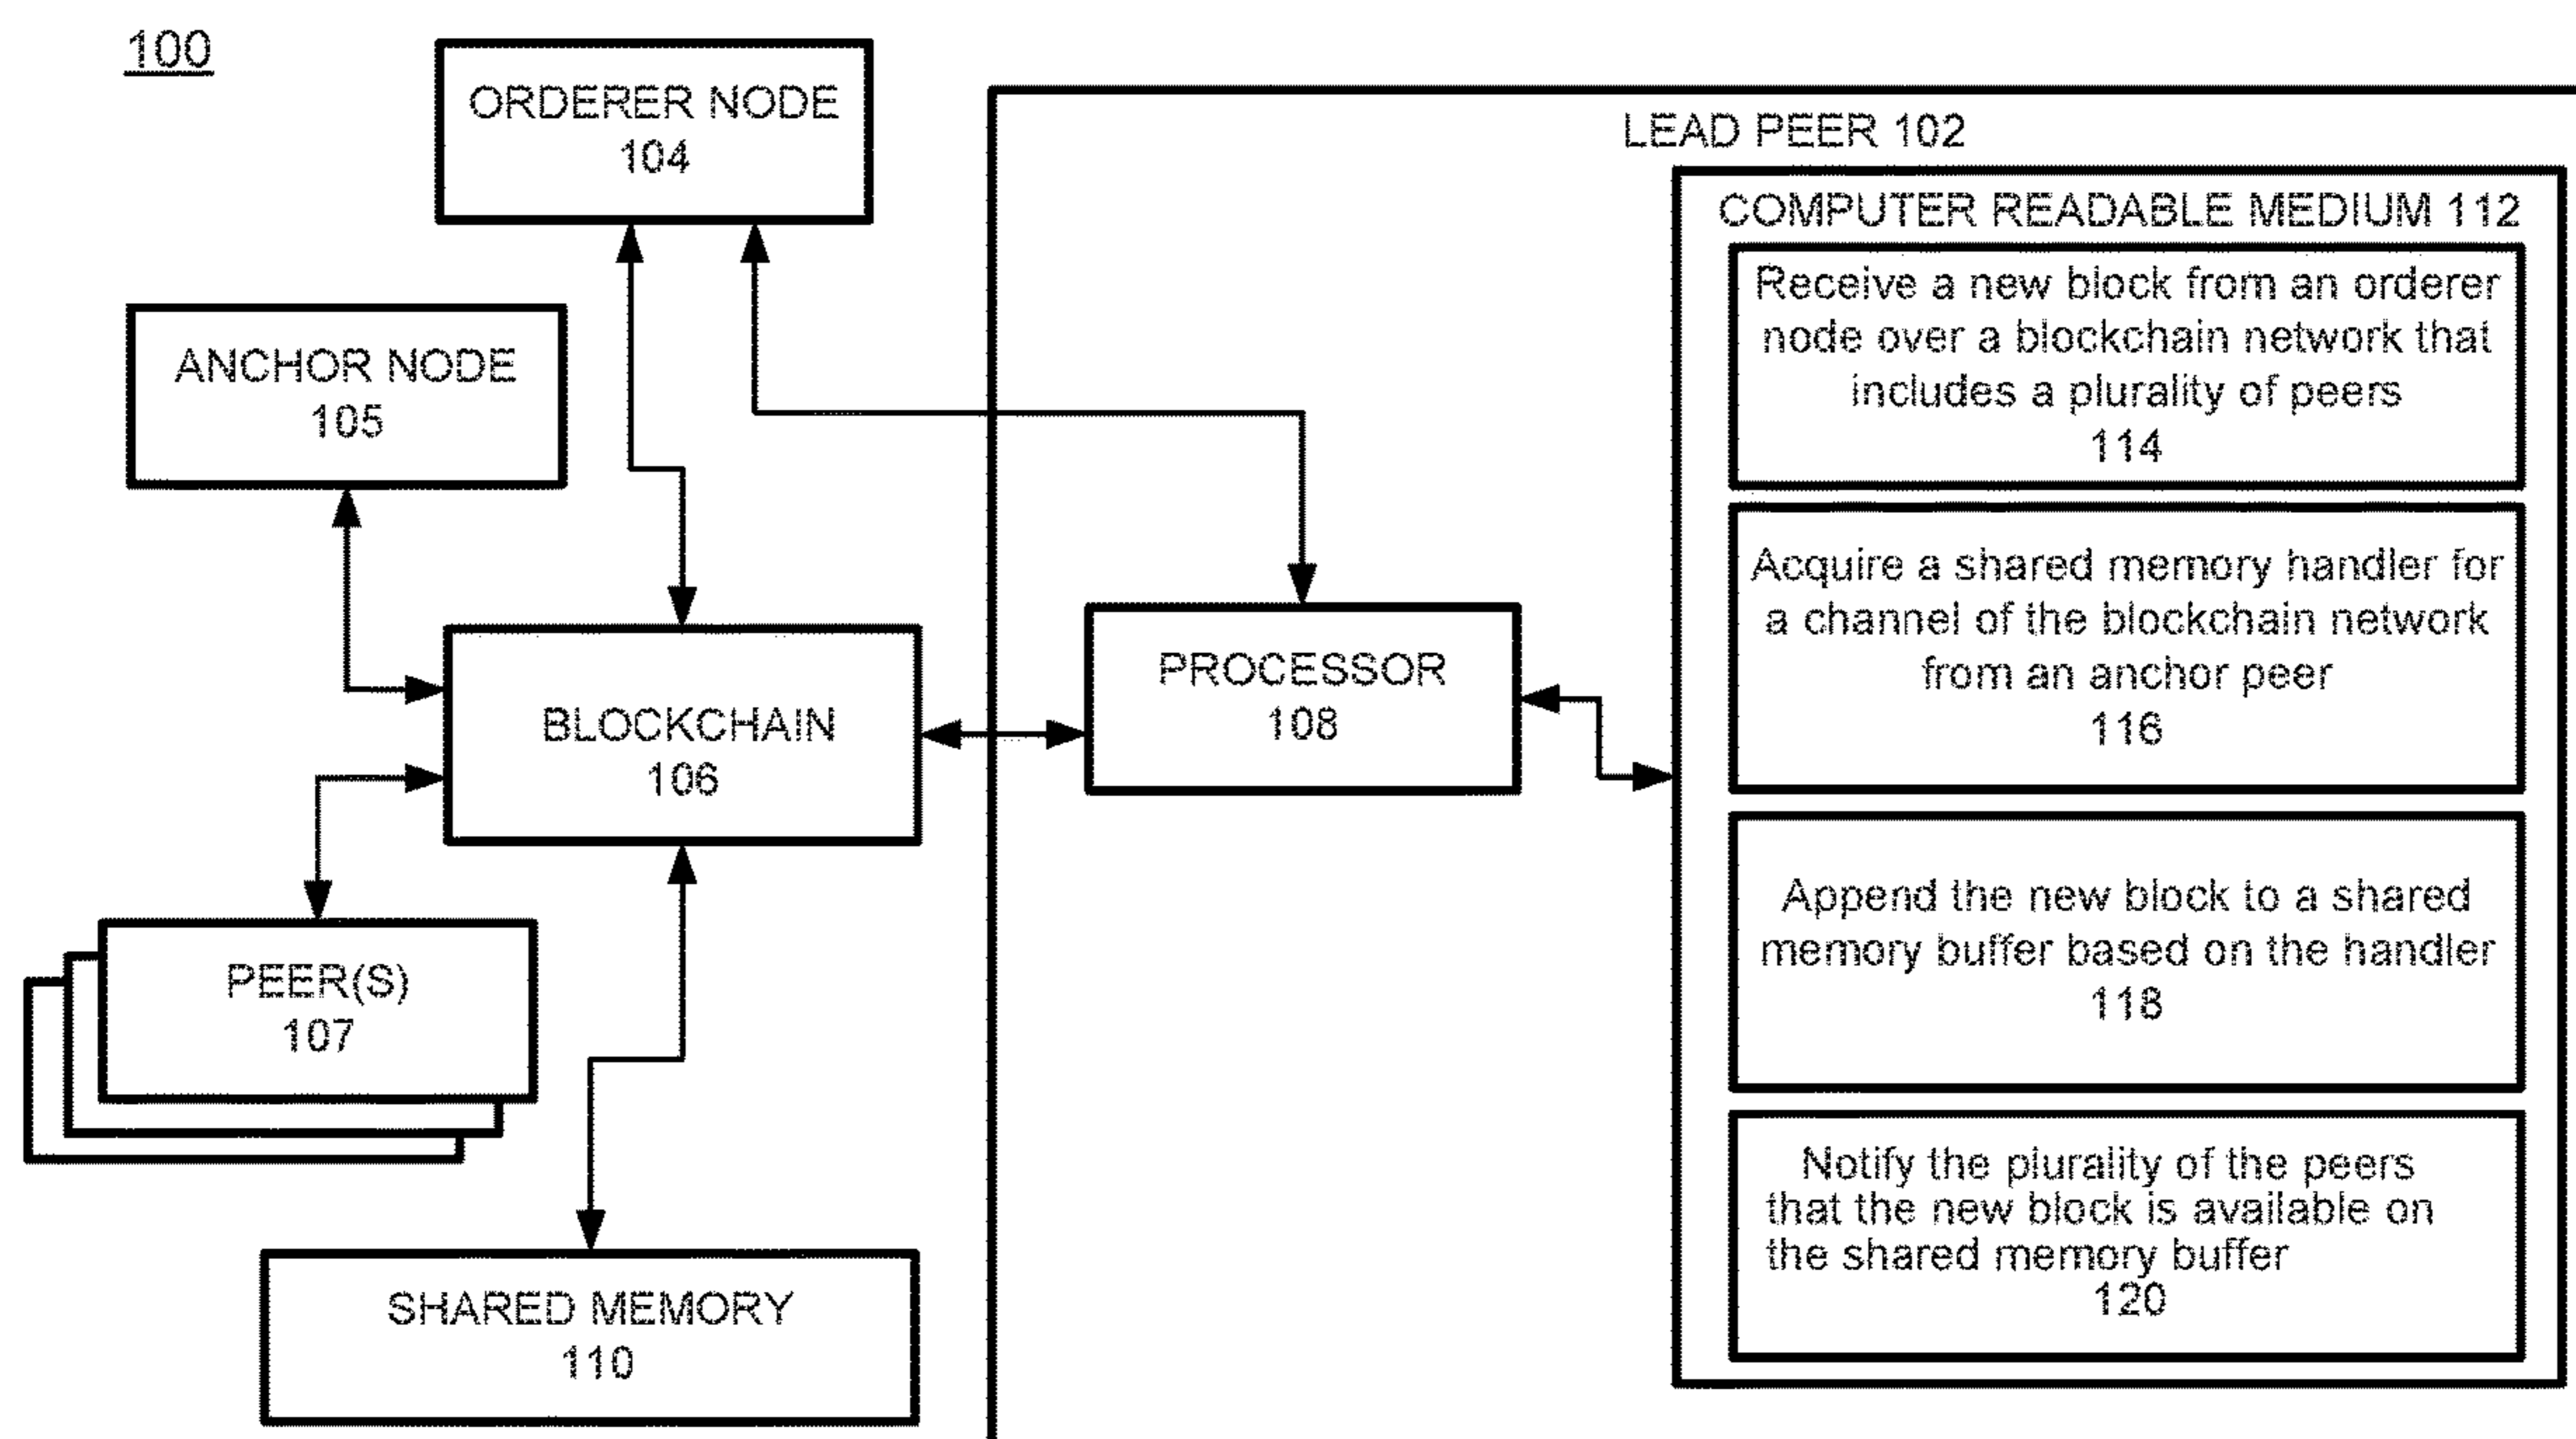 100
ORDERER NODE
104
ANCHOR NODE
105
BLOCKCHAIN
106
PEER(S)
107
SHARED MEMORY
110
LEAD PEER 102
PROCESSOR
108
COMPUTER READABLE MEDIUM 112
Receive a new block from an orderer
node over a blockchain network that
includes a plurality of peers
114
Acquire a shared memory handler for
a channel of the blockchain network
from an anchor peer
116
Append the new block to a shared
memory buffer based on the handler
118
Notify the plurality of the peers
that the new block is available on
the shared memory buffer
120